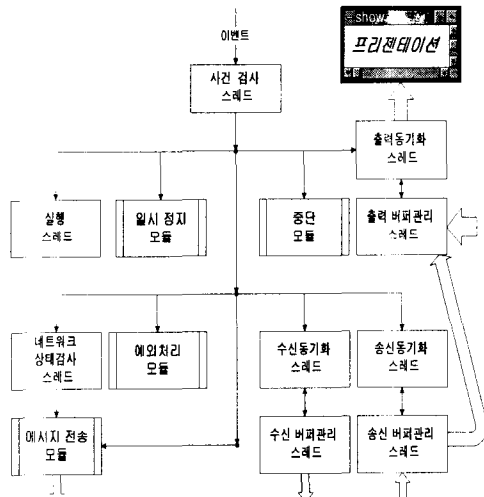 이벤트
show
프리젠테이션
사건 검사
스레드
출력동기화
스레드
실행
스레드
일시 정지
모듈
중단
모듈
출력 버퍼관리
스레드
네트워크
상태검사
스레드
예외처리
모듈
수신동기화
스레드
송신동기화
스레드
메시지 전송
모듈
수신 버퍼관리
스레드
송신 버퍼관리
스레드